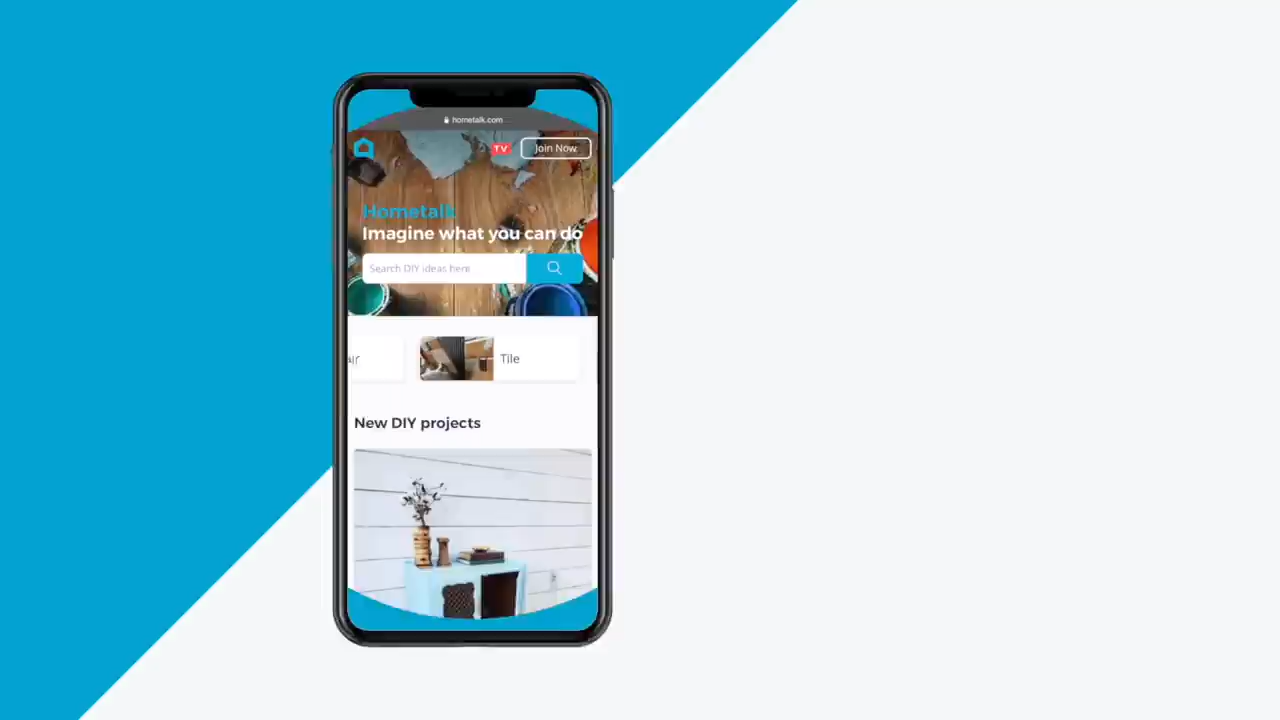 hometalk.com
TV
Join Now
Hometalk
Imagine what you can do
Search DIY ideas here
air
Tile
New DIY projects